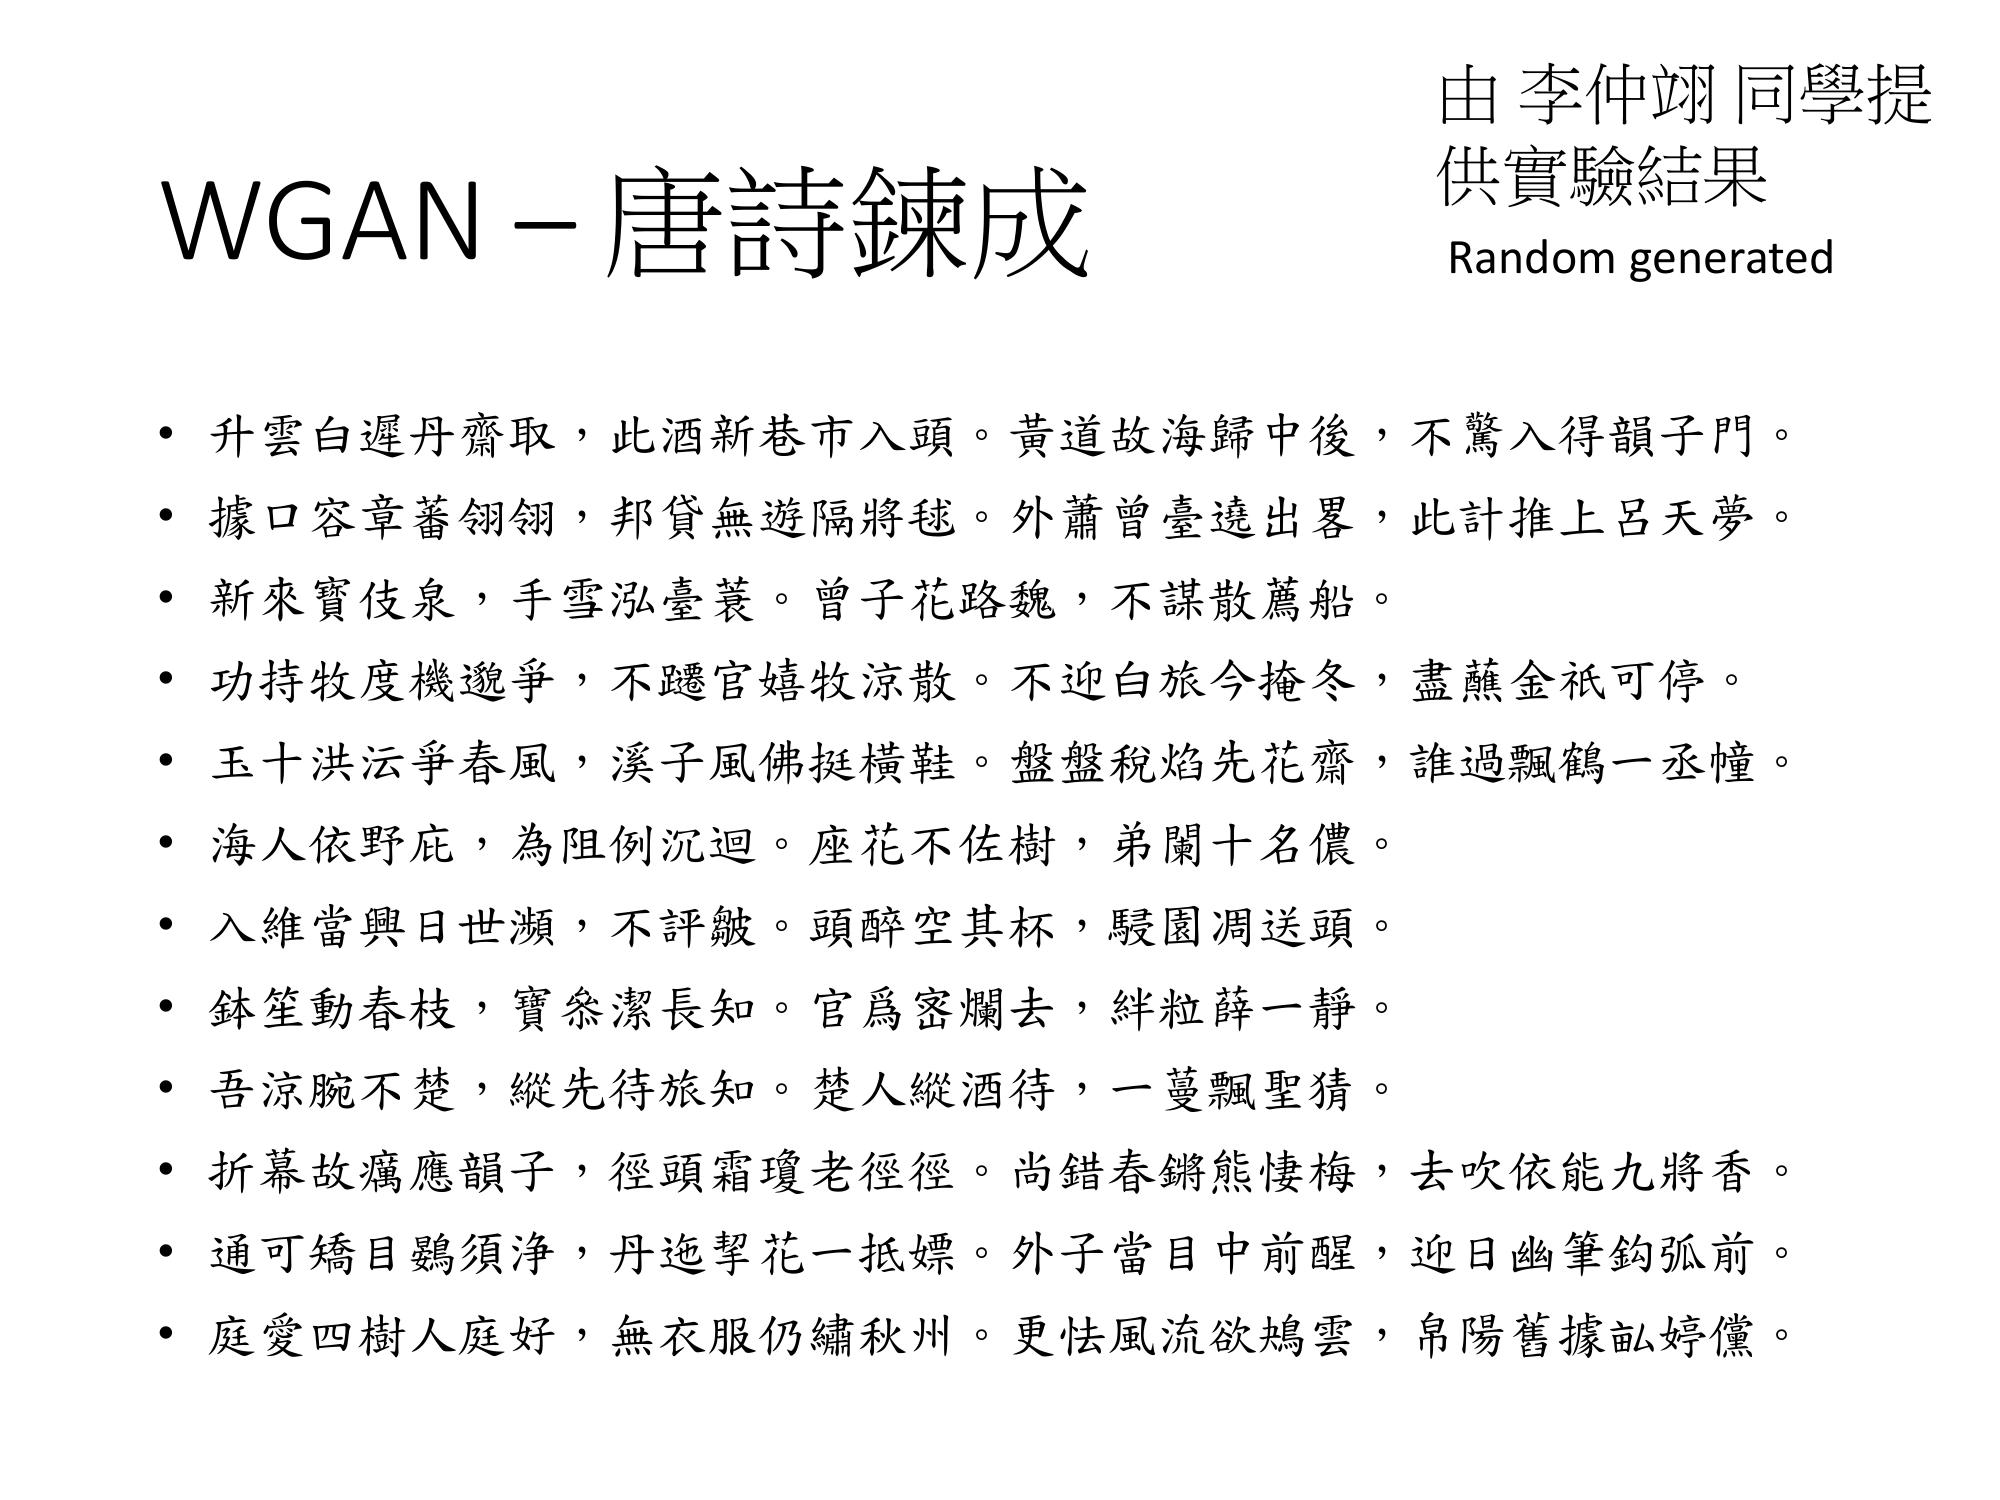 由 李仲翊 同學提
供實驗結果
WGAN – 唐詩鍊成
Random generated
• 升雲白遲丹齋取，此酒新巷市入頭。黃道故海歸中後，不驚入得韻子門。
• 據口容章蕃翎翎，邦貸無遊隔將毬。外蕭曾臺遶出畧，此計推上呂天夢。
• 新來寳伎泉，手雪泓臺蓑。曾子花路魏，不謀散薦船。
• 功持牧度機邈爭，不躚官嬉牧涼散。不迎白旅今掩冬，盡蘸金祇可停。
• 玉十洪沄爭春風，溪子風佛挺橫鞋。盤盤稅焰先花齋，誰過飄鶴一丞幢。
• 海人依野庇，為阻例沉迴。座花不佐樹，弟闌十名儂。
• 入維當興日世瀕，不評皺。頭醉空其杯，駸園凋送頭。
• 鉢笙動春枝，寶叅潔長知。官爲宻爛去，絆粒薛一靜。
• 吾涼腕不楚，縱先待旅知。楚人縱酒待，一蔓飄聖猜。
• 折幕故癘應韻子，徑頭霜瓊老徑徑。尚錯春鏘熊悽梅，去吹依能九將香。
• 通可矯目鷃須浄，丹迤挈花一抵嫖。外子當目中前醒，迎日幽筆鈎弧前。
• 庭愛四樹人庭好，無衣服仍繡秋州。更怯風流欲鴂雲，帛陽舊據畆婷儻。